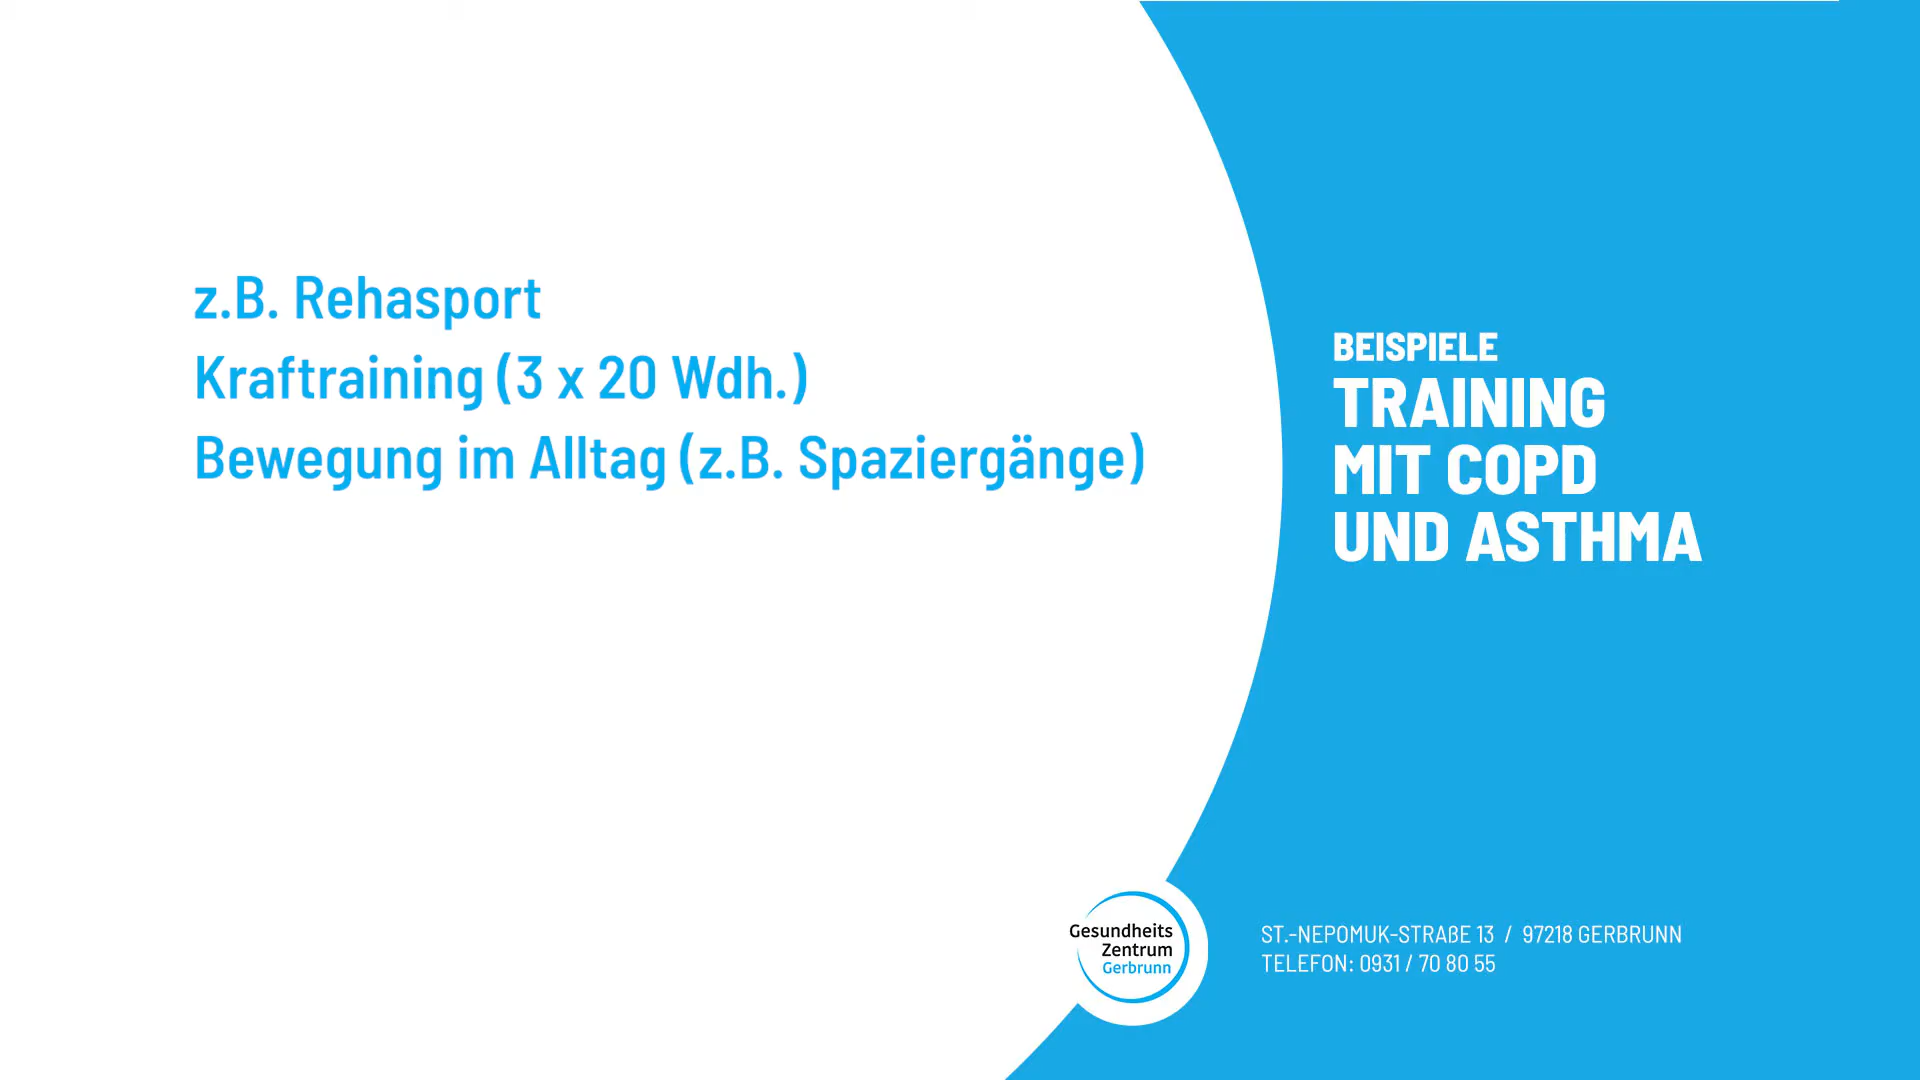 z.B. Rehasport
Kraftraining (3 x 20 Wdh.)
Bewegung im Alltag (z.B. Spaziergänge)
BEISPIELE
TRAINING
MIT COPD
UND ASTHMA
Gesundheits
Zentrum
Gerbrunn
ST.-NEPOMUK-STRAßE 13 / 97218 GERBRUNN
TELEFON: 0931 / 70 80 55